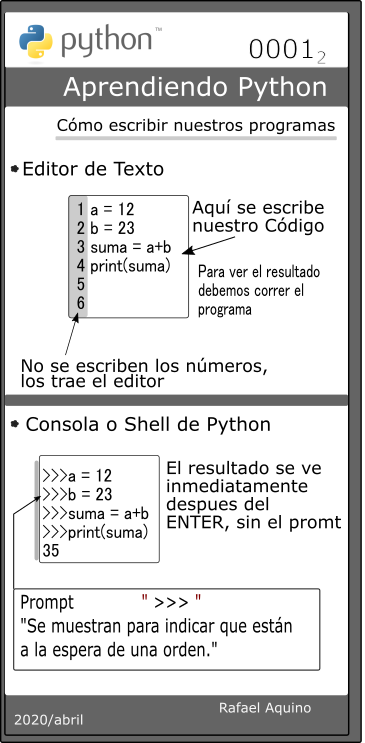 python™
0001₂
Aprendiendo Python
Cómo escribir nuestros programas
Editor de Texto
1 a = 12
2 b = 23
3 suma = a+b
4 print(suma)
5
6
Aquí se escribe
nuestro Código
Para ver el resultado
debemos correr el
programa
No se escriben los números,
los trae el editor
Consola o Shell de Python
>>>a = 12
>>>b = 23
>>>suma = a+b
>>>print(suma)
35
El resultado se ve
inmediatamente
despues del
ENTER, sin el promt
Prompt " >>> "
"Se muestran para indicar que están
a la espera de una orden."
Rafael Aquino
2020/abril